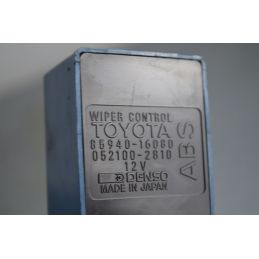 WIPER CONTROL
TOYOTA
85940-16080
052100-2810
12V
DENSO
MADE IN JAPAN
ABS